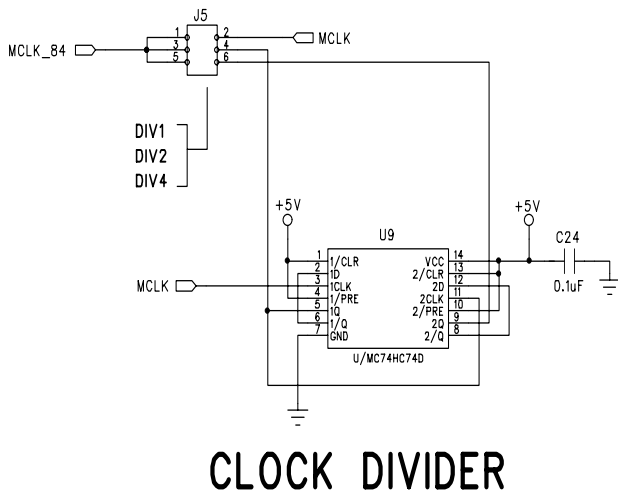 J5
1 2 MCLK
MCLK_84 3 4
5 6
DIV1
DIV2
DIV4
+5V +5V
U9 C24
1 1/CLR VCC 14
2 1D 2/CLR 13
MCLK 3 1CLK 2D 12 0.1uF
4 1/PRE 2CLK 11
5 1Q 2/PRE 10
6 1/Q 2Q 9
7 GND 2/Q 8
U/MC74HC74D
CLOCK DIVIDER